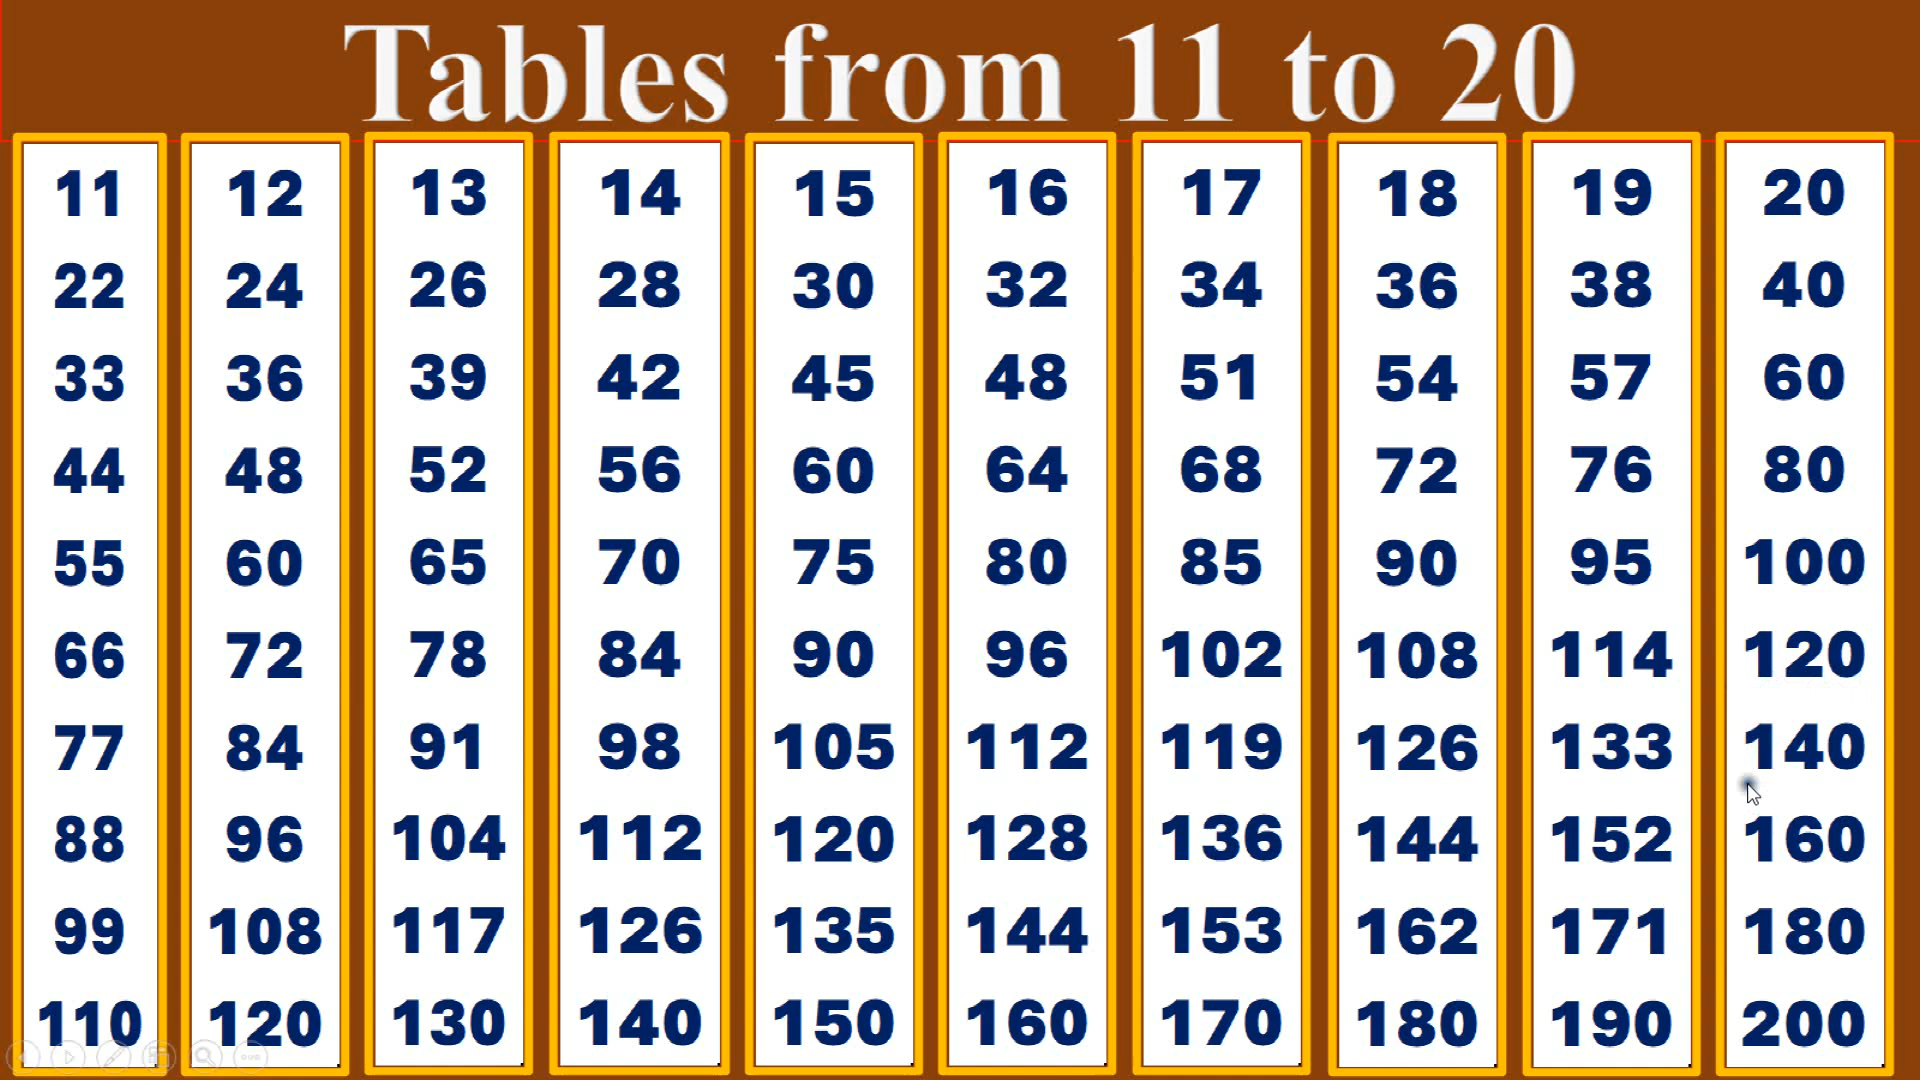 Tables from 11 to 20
11 12 13 14 15 16 17 18 19 20
22 24 26 28 30 32 34 36 38 40
33 36 39 42 45 48 51 54 57 60
44 48 52 56 60 64 68 72 76 80
55 60 65 70 75 80 85 90 95 100
66 72 78 84 90 96 102 108 114 120
77 84 91 98 105 112 119 126 133 140
88 96 104 112 120 128 136 144 152 160
99 108 117 126 135 144 153 162 171 180
110 120 130 140 150 160 170 180 190 200